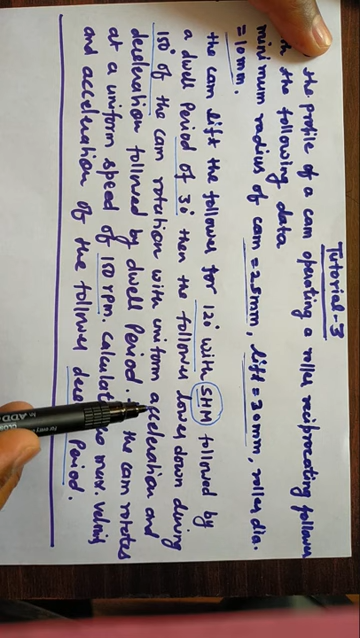 Tutorial-3
the profile of a cam operating a roller reciprocating follower
the following data
minimum radius of cam = 25mm, lift = 30mm, roller dia.
= 10mm.
the cam lift the follower for 120° with SHM followed by
a dwell Period of 3 then the follower lower down during
150° of the cam rotation with uniform acceleration and
deceleration followed by dwell Period the cam rotates
at a uniform speed of 150 rpm. calculate max. velocity
and acceleration of the follower Period.